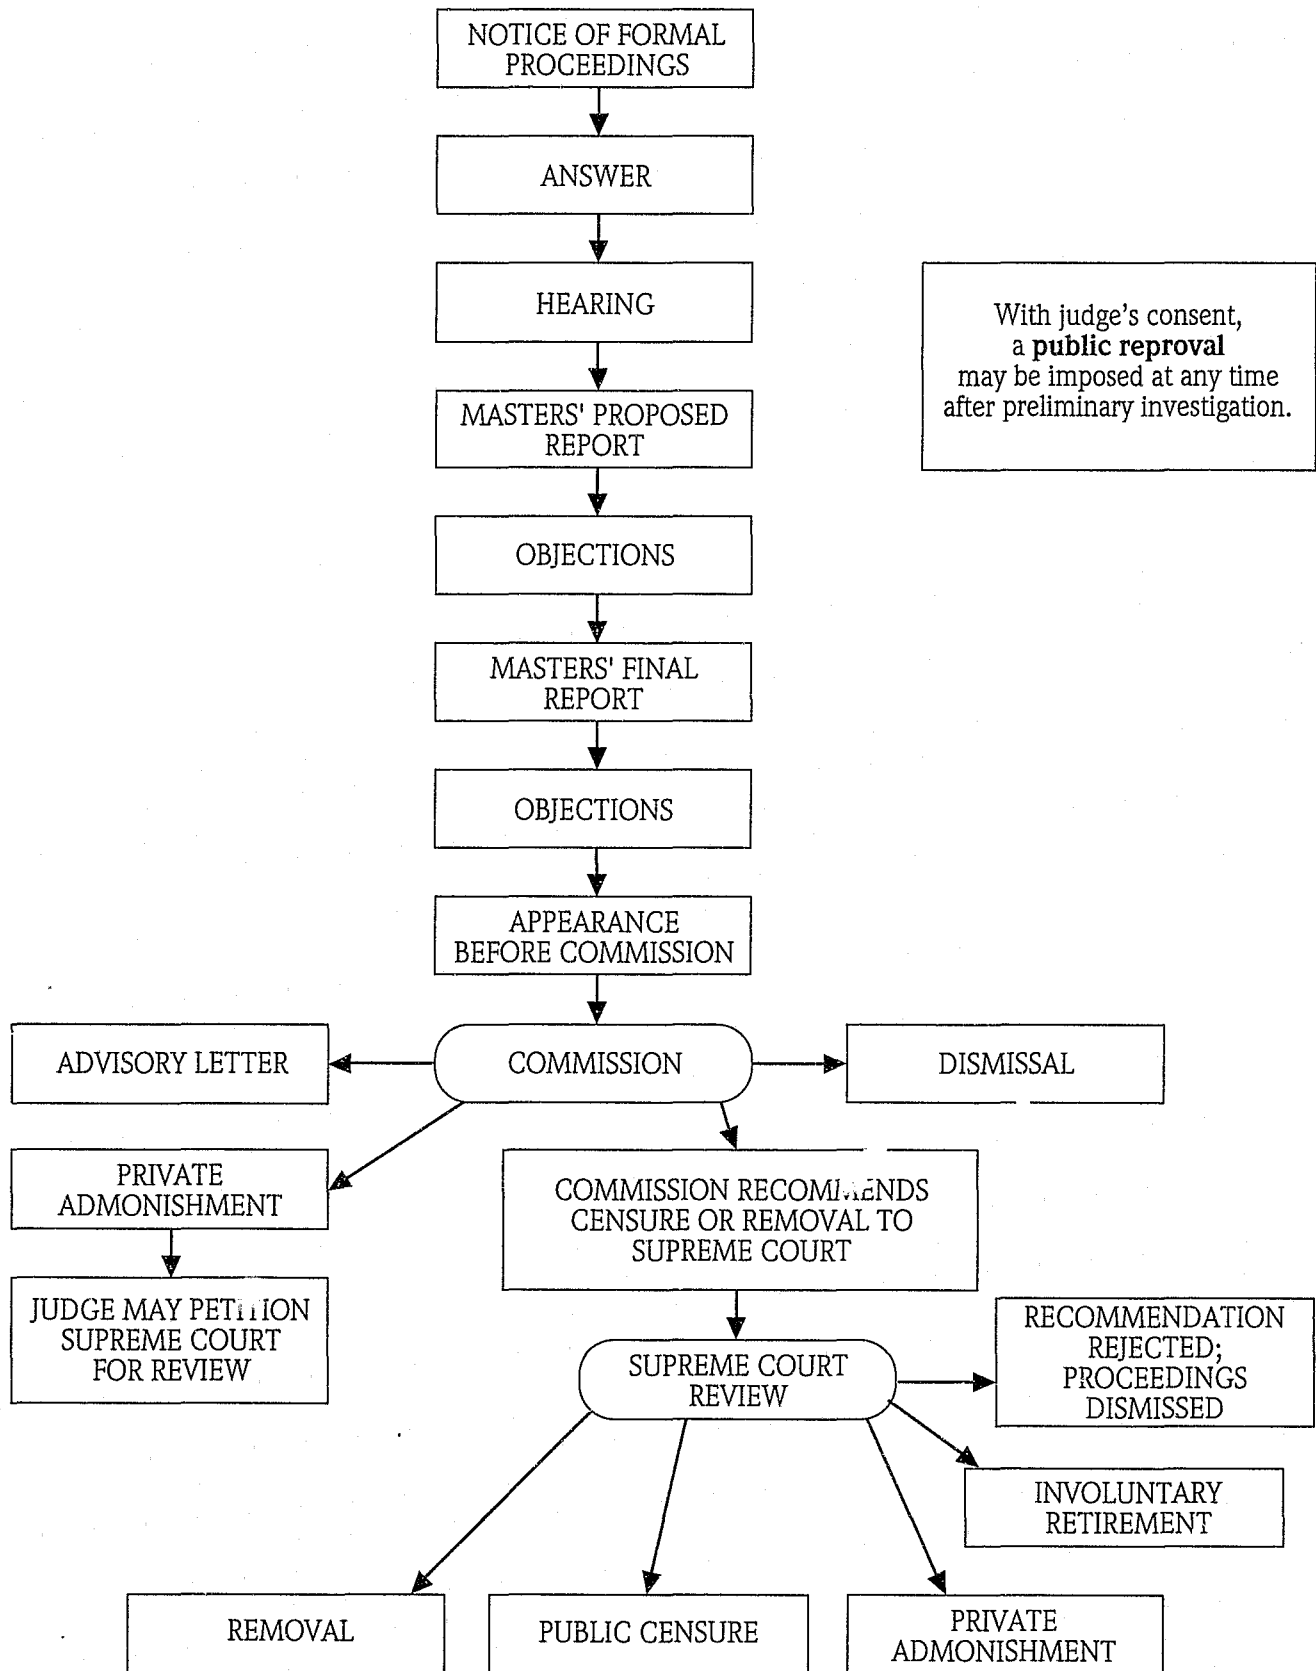 NOTICE OF FORMAL
PROCEEDINGS
ANSWER
HEARING
With judge's consent,
a public reproval
may be imposed at any time
after preliminary investigation.
MASTERS' PROPOSED
REPORT
OBJECTIONS
MASTERS' FINAL
REPORT
OBJECTIONS
APPEARANCE
BEFORE COMMISSION
ADVISORY LETTER
COMMISSION
DISMISSAL
PRIVATE
ADMONISHMENT
COMMISSION RECOMMENDS
CENSURE OR REMOVAL TO
SUPREME COURT
JUDGE MAY PETITION
SUPREME COURT
FOR REVIEW
SUPREME COURT
REVIEW
RECOMMENDATION
REJECTED;
PROCEEDINGS
DISMISSED
INVOLUNTARY
RETIREMENT
REMOVAL
PUBLIC CENSURE
PRIVATE
ADMONISHMENT